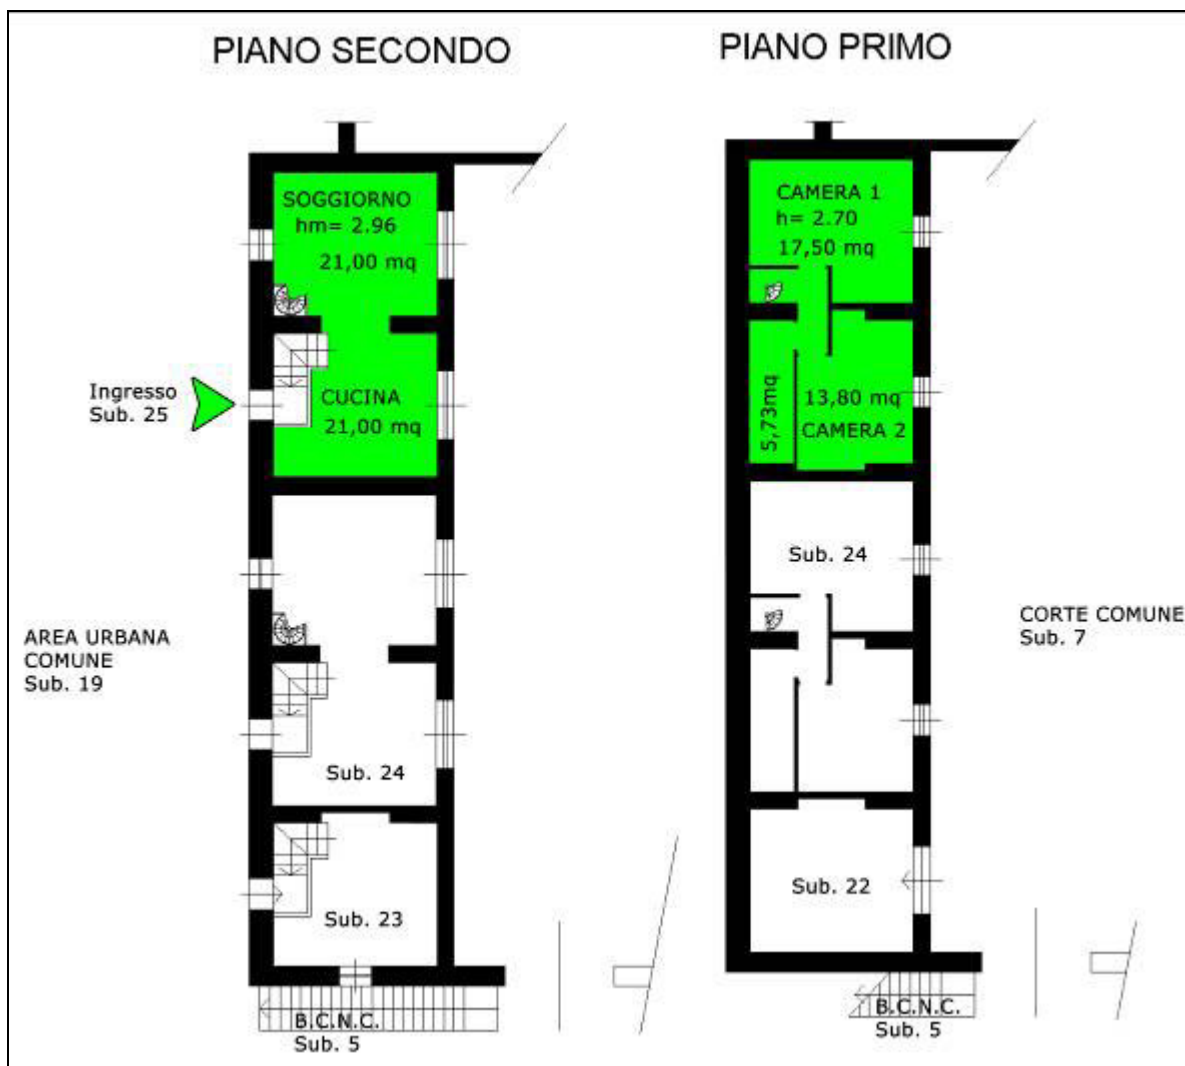 PIANO SECONDO
PIANO PRIMO
SOGGIORNO
hm= 2.96
21,00 mq
CAMERA 1
h= 2.70
17,50 mq
Ingresso
Sub. 25
CUCINA
21,00 mq
5,73mq
13,80 mq
CAMERA 2
Sub. 24
AREA URBANA
COMUNE
Sub. 19
CORTE COMUNE
Sub. 7
Sub. 24
Sub. 23
Sub. 22
B.C.N.C.
Sub. 5
B.C.N.C.
Sub. 5